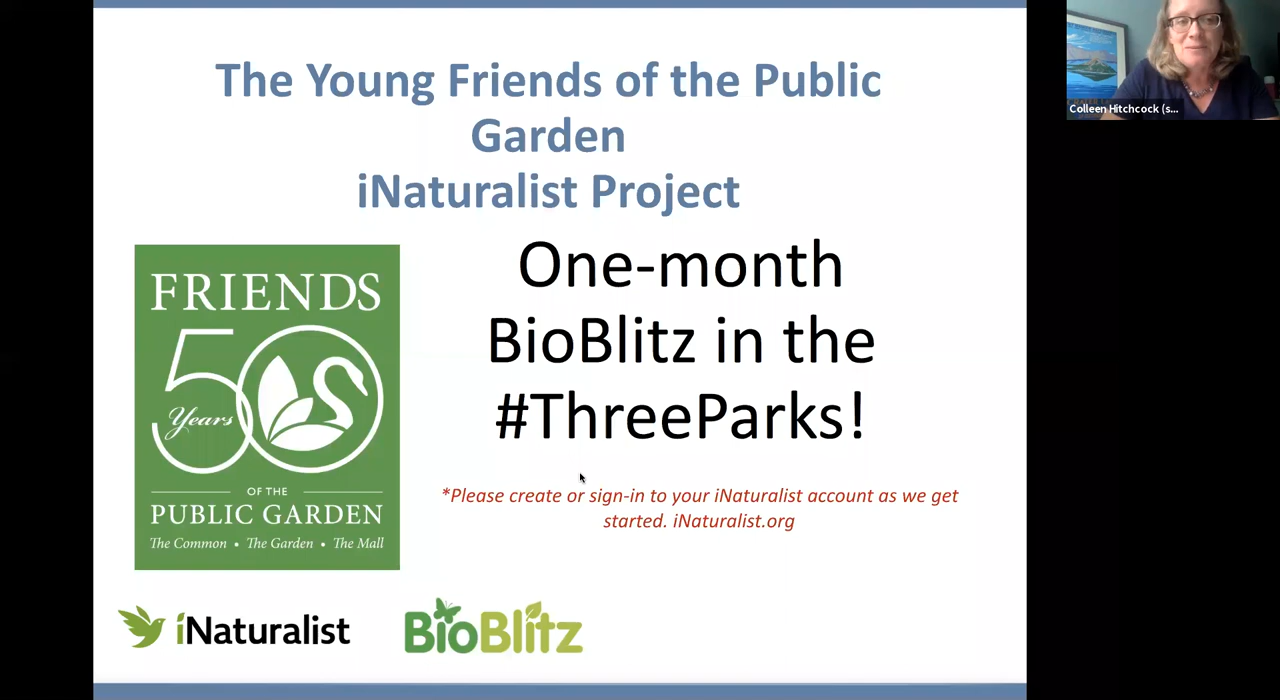 The Young Friends of the Public
Garden
iNaturalist Project
One-month
BioBlitz in the
#ThreeParks!
*Please create or sign-in to your iNaturalist account as we get
started. iNaturalist.org
FRIENDS
50
Years
OF THE
PUBLIC GARDEN
The Common • The Garden • The Mall
iNaturalist
BioBlitz
Colleen Hitchcock (s...